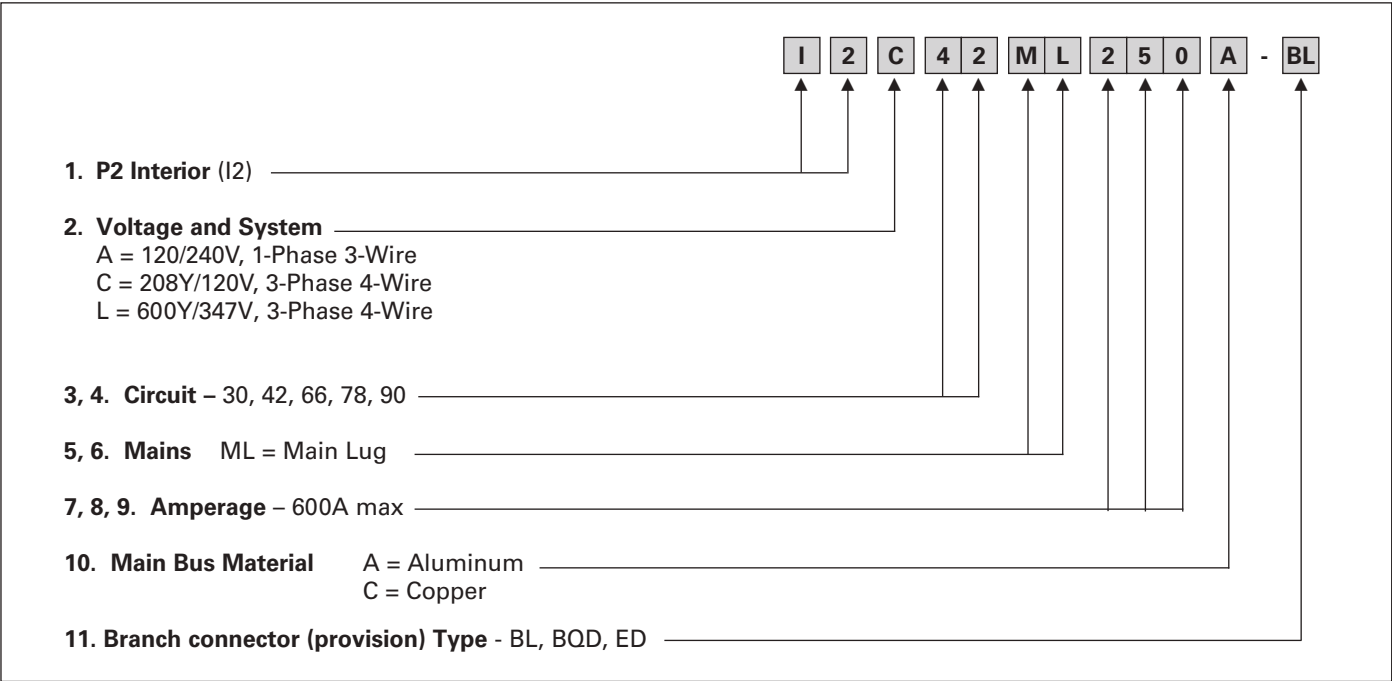 I 2 C 4 2 M L 2 5 0 A - BL
1. P2 Interior (I2)
2. Voltage and System
A = 120/240V, 1-Phase 3-Wire
C = 208Y/120V, 3-Phase 4-Wire
L = 600Y/347V, 3-Phase 4-Wire
3, 4. Circuit – 30, 42, 66, 78, 90
5, 6. Mains ML = Main Lug
7, 8, 9. Amperage – 600A max
10. Main Bus Material A = Aluminum
C = Copper
11. Branch connector (provision) Type - BL, BQD, ED